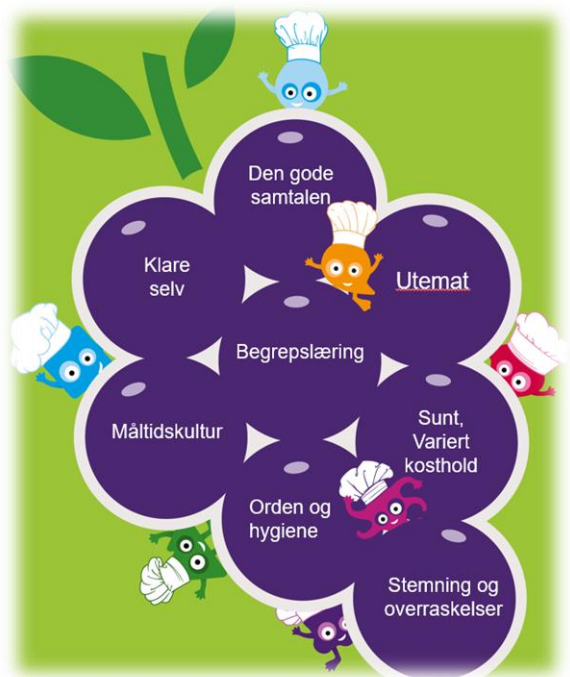 Den gode
samtalen
Klare
selv
Utemat
Begrepslæring
Måltidskultur
Sunt,
Variert
kosthold
Orden og
hygiene
Stemning og
overraskelser